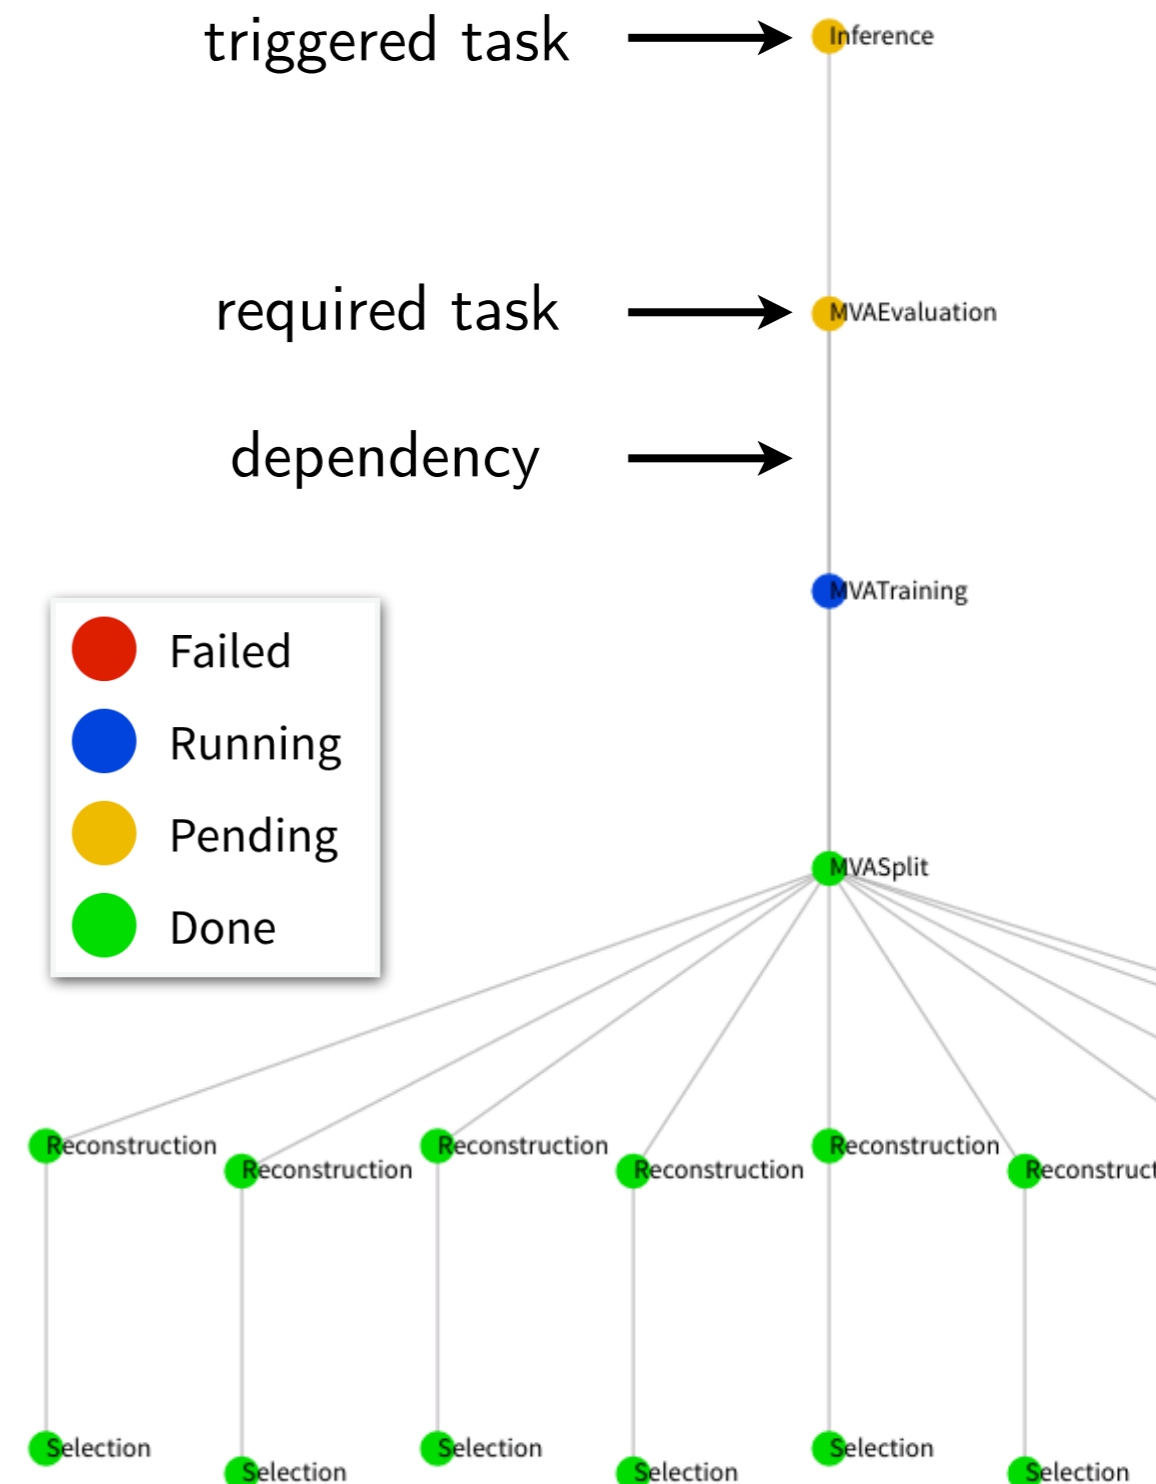 triggered task
Inference
required task
MVAEvaluation
dependency
MVATraining
Failed
Running
Pending
Done
MVASplit
Reconstruction
Reconstruction
Reconstruction
Reconstruction
Reconstruction
Reconstruct
Selection
Selection
Selection
Selection
Selection
Selection